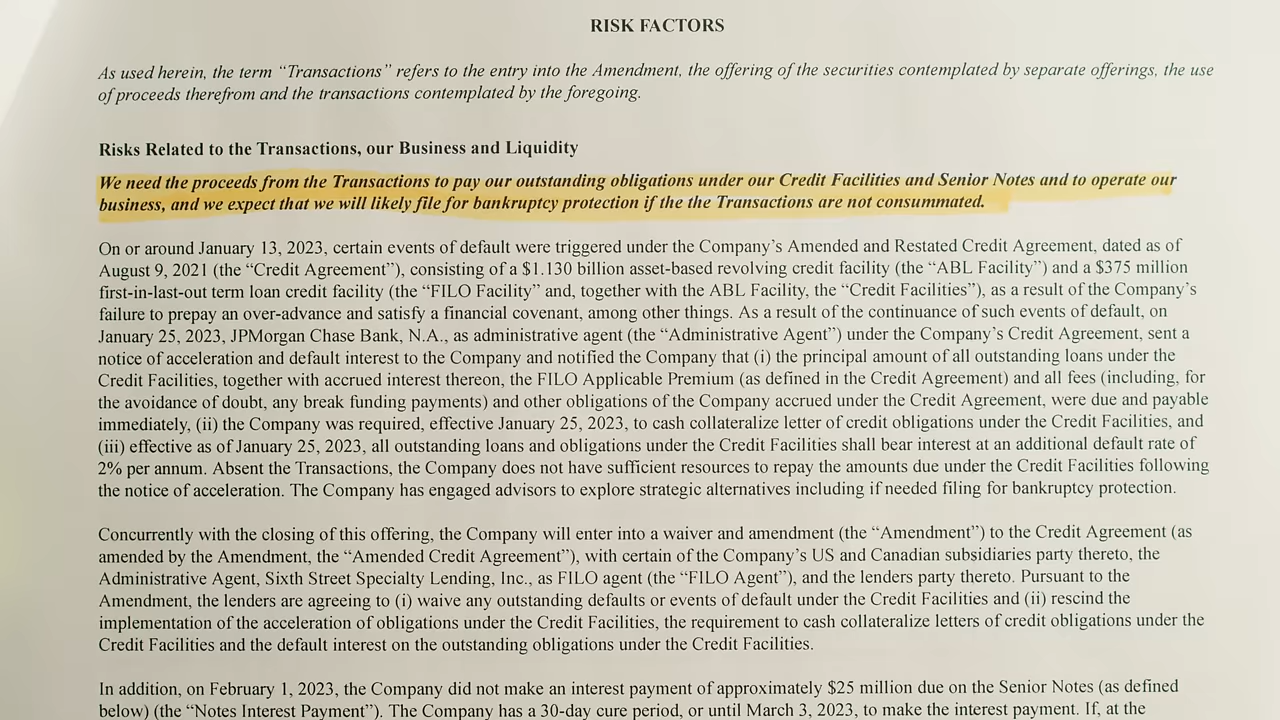 RISK FACTORS
As used herein, the term “Transactions” refers to the entry into the Amendment, the offering of the securities contemplated by separate offerings, the use
of proceeds therefrom and the transactions contemplated by the foregoing.
Risks Related to the Transactions, our Business and Liquidity
We need the proceeds from the Transactions to pay our outstanding obligations under our Credit Facilities and Senior Notes and to operate our
business, and we expect that we will likely file for bankruptcy protection if the the Transactions are not consummated.
On or around January 13, 2023, certain events of default were triggered under the Company’s Amended and Restated Credit Agreement, dated as of
August 9, 2021 (the “Credit Agreement”), consisting of a $1.130 billion asset-based revolving credit facility (the “ABL Facility”) and a $375 million
first-in-last-out term loan credit facility (the “FILO Facility” and, together with the ABL Facility, the “Credit Facilities”), as a result of the Company’s
failure to prepay an over-advance and satisfy a financial covenant, among other things. As a result of the continuance of such events of default, on
January 25, 2023, JPMorgan Chase Bank, N.A., as administrative agent (the “Administrative Agent”) under the Company’s Credit Agreement, sent a
notice of acceleration and default interest to the Company and notified the Company that (i) the principal amount of all outstanding loans under the
Credit Facilities, together with accrued interest thereon, the FILO Applicable Premium (as defined in the Credit Agreement) and all fees (including, for
the avoidance of doubt, any break funding payments) and other obligations of the Company accrued under the Credit Agreement, were due and payable
immediately, (ii) the Company was required, effective January 25, 2023, to cash collateralize letter of credit obligations under the Credit Facilities, and
(iii) effective as of January 25, 2023, all outstanding loans and obligations under the Credit Facilities shall bear interest at an additional default rate of
2% per annum. Absent the Transactions, the Company does not have sufficient resources to repay the amounts due under the Credit Facilities following
the notice of acceleration. The Company has engaged advisors to explore strategic alternatives including if needed filing for bankruptcy protection.
Concurrently with the closing of this offering, the Company will enter into a waiver and amendment (the “Amendment”) to the Credit Agreement (as
amended by the Amendment, the “Amended Credit Agreement”), with certain of the Company’s US and Canadian subsidiaries party thereto, the
Administrative Agent, Sixth Street Specialty Lending, Inc., as FILO agent (the “FILO Agent”), and the lenders party thereto. Pursuant to the
Amendment, the lenders are agreeing to (i) waive any outstanding defaults or events of default under the Credit Facilities and (ii) rescind the
implementation of the acceleration of obligations under the Credit Facilities, the requirement to cash collateralize letters of credit obligations under the
Credit Facilities and the default interest on the outstanding obligations under the Credit Facilities.
In addition, on February 1, 2023, the Company did not make an interest payment of approximately $25 million due on the Senior Notes (as defined
below) (the “Notes Interest Payment”). The Company has a 30-day cure period, or until March 3, 2023, to make the interest payment. If, at the